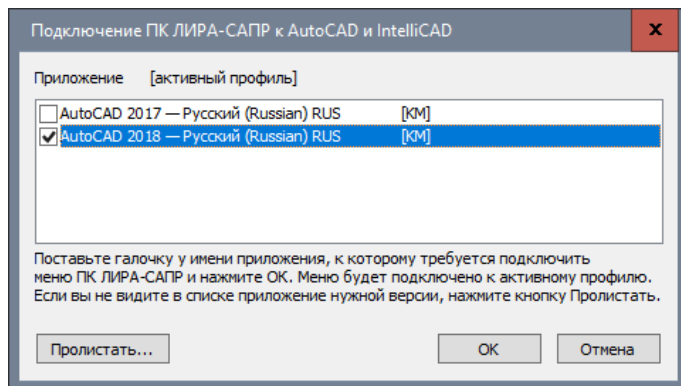 Подключение ПК ЛИРА-САПР к AutoCAD и IntelliCAD
x
Приложение [активный профиль]
AutoCAD 2017 — Русский (Russian) RUS [KM]
AutoCAD 2018 — Русский (Russian) RUS [KM]
Поставьте галочку у имени приложения, к которому требуется подключить
меню ПК ЛИРА-САПР и нажмите ОК. Меню будет подключено к активному профилю.
Если вы не видите в списке приложение нужной версии, нажмите кнопку Пролистать.
Пролистать... ОК Отмена